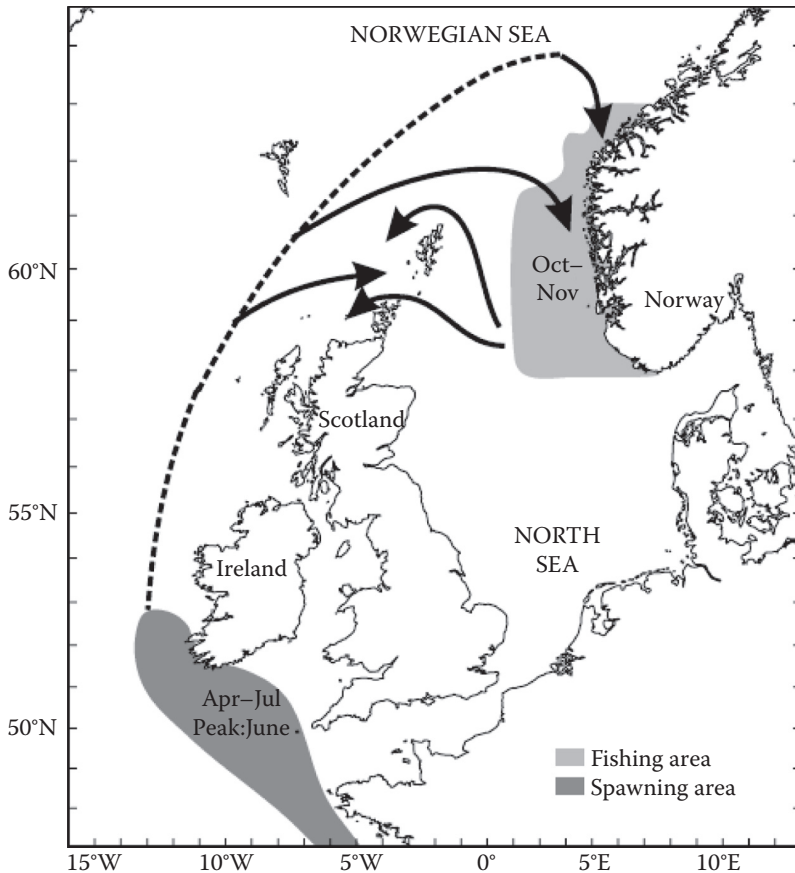 NORWEGIAN SEA
60°N
Oct–
Nov
Norway
Scotland
55°N
NORTH
SEA
Ireland
Apr–Jul
Peak:June
50°N
Fishing area
Spawning area
15°W
10°W
5°W
0°
5°E
10°E